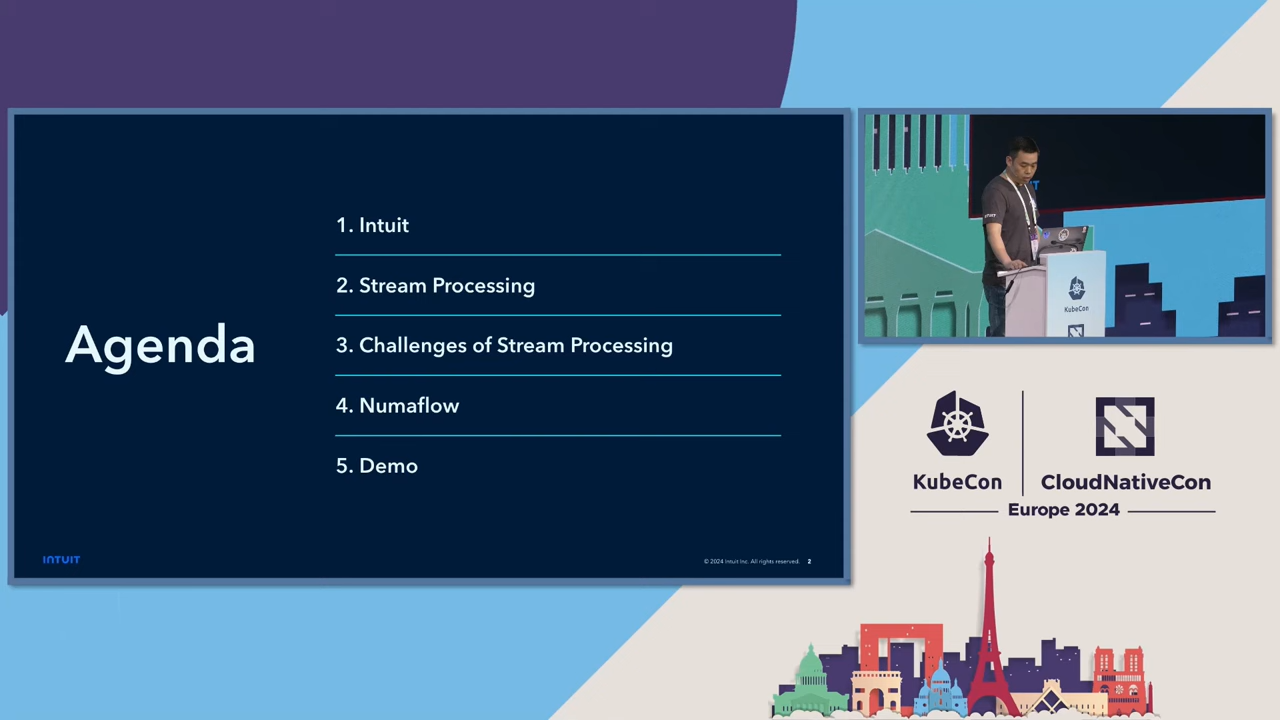 Agenda
1. Intuit
2. Stream Processing
3. Challenges of Stream Processing
4. Numaflow
5. Demo
INTUIT
© 2024 Intuit Inc. All rights reserved. 2
KubeCon
KubeCon
CloudNativeCon
Europe 2024